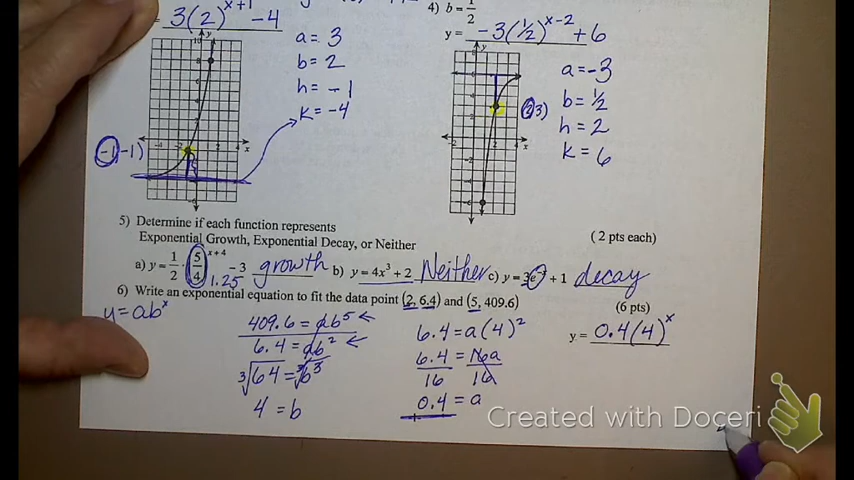 3(2)^x+1 - 4
a = 3
b = 2
h = -1
k = -4
(-1, -1)
4) b = 1/2
y = -3(1/2)^x-2 + 6
a = -3
b = 1/2
h = 2
k = 6
(2, 3)
5) Determine if each function represents
Exponential Growth, Exponential Decay, or Neither
( 2 pts each)
a) y = 1/2 · (5/4)^x+4 - 3 growth b) y = 4x³ + 2 Neither c) y = 3e + 1 decay
1.25
6) Write an exponential equation to fit the data point (2, 6.4) and (5, 409.6)
(6 pts)
y = ab^x
409.6 = ab^5
6.4 = ab^2
∛64 = ∛b^3
4 = b
6.4 = a(4)^2
6.4 = 16a
16 16
0.4 = a
y = 0.4(4)^x
Created with Doceri